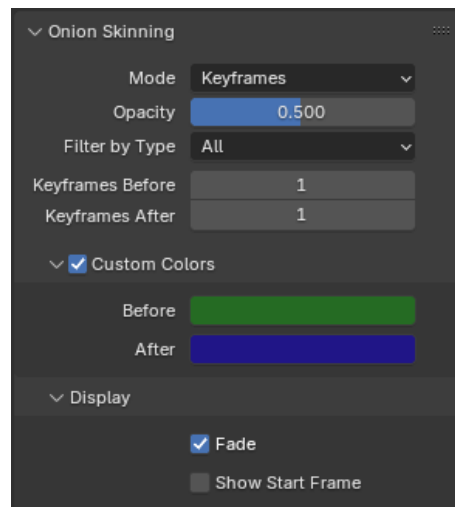 Onion Skinning
Mode Keyframes
Opacity 0.500
Filter by Type All
Keyframes Before 1
Keyframes After 1
Custom Colors
Before
After
Display
Fade
Show Start Frame